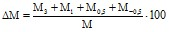 ΔM = (M₃ + M₁ + M₀,₅ + M₋₀,₅) / M · 100